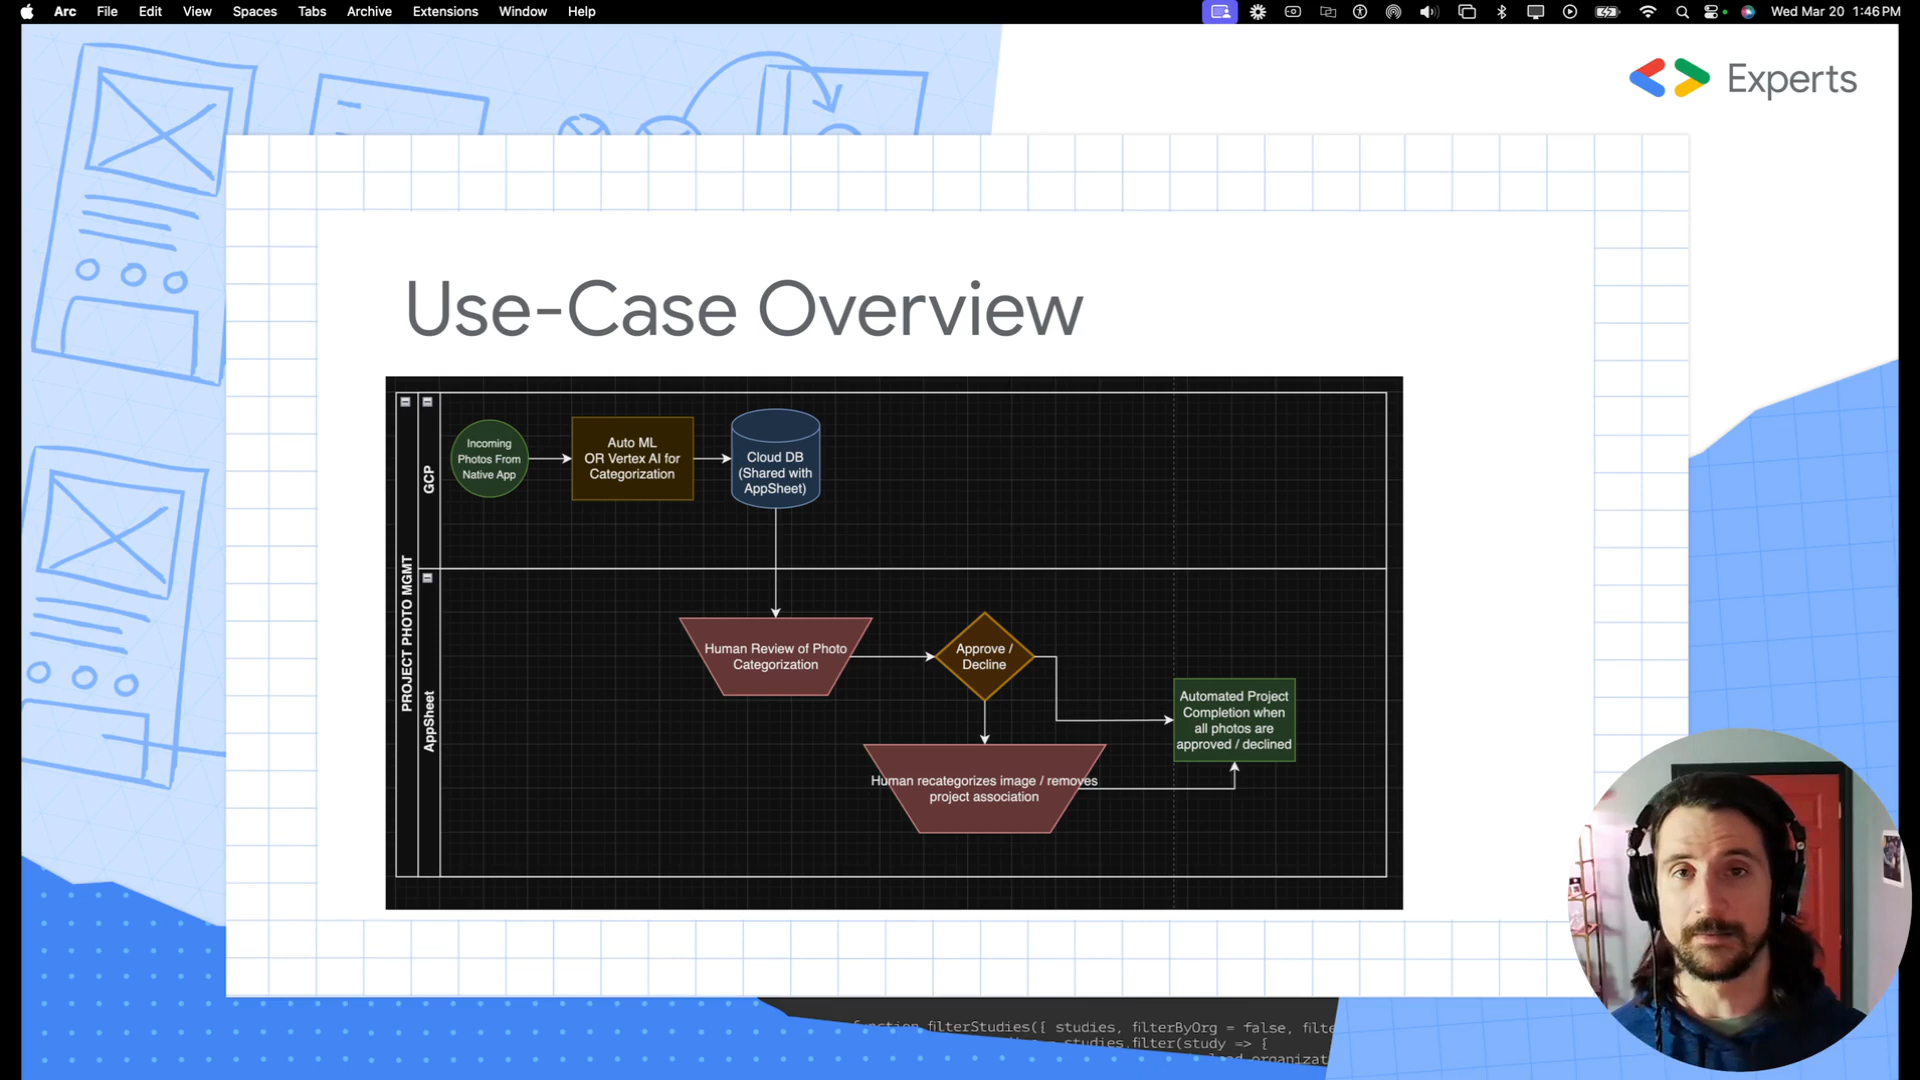 Arc File Edit View Spaces Tabs Archive Extensions Window Help Wed Mar 20 1:46 PM
Experts
Use-Case Overview
PROJECT PHOTO MGMT
GCP
Incoming
Photos From
Native App
Auto ML
OR Vertex AI for
Categorization
Cloud DB
(Shared with
AppSheet)
AppSheet
Human Review of Photo
Categorization
Approve /
Decline
Human recategorizes image / removes
project association
Automated Project
Completion when
all photos are
approved / declined
function filterStudies({ studies, filterByOrg = false, filte
studies.filter(study => {